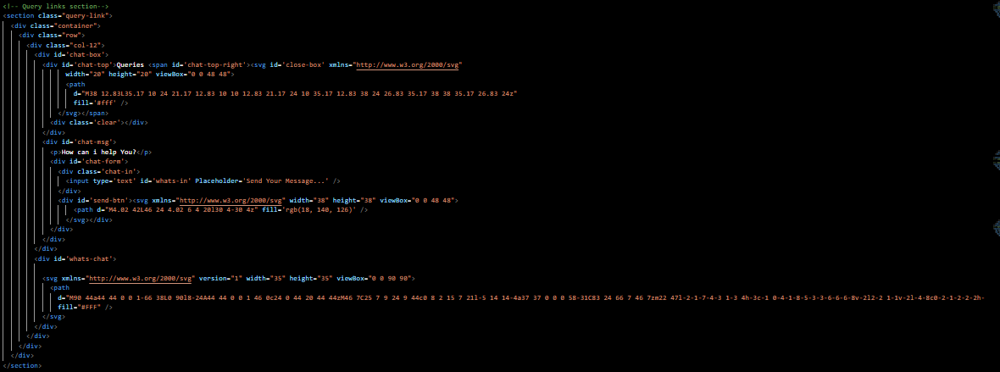 <!-- Query links section-->
<section class="query-link">
<div class="container">
<div class="row">
<div class="col-12">
<div id='chat-box'>
<div id='chat-top'>Queries <span id='chat-top-right'><svg id='close-box' xmlns="http://www.w3.org/2000/svg"
width="20" height="20" viewBox="0 0 48 48">
<path
d="M38 12.83L35.17 10 24 21.17 12.83 10 10 12.83 21.17 24 10 35.17 12.83 38 24 26.83 35.17 38 38 35.17 26.83 24z"
fill='#fff' />
</svg></span>
<div class='clear'></div>
</div>
<div id='chat-msg'>
<p>How can i help You?</p>
<div id='chat-form'>
<div class='chat-in'>
<input type='text' id='whats-in' Placeholder='Send Your Message...' />
</div>
<div id='send-btn'><svg xmlns="http://www.w3.org/2000/svg" width="38" height="38" viewBox="0 0 48 48">
<path d="M4.02 42L46 24 4.02 6 4 20l30 4-30 4z" fill='rgb(18, 140, 126)' />
</svg></div>
</div>
</div>
</div>
<div id='whats-chat'>
<svg xmlns="http://www.w3.org/2000/svg" version="1" width="35" height="35" viewBox="0 0 90 90">
<path
d="M90 44a44 44 0 0 1-66 38L0 90l8-24A44 44 0 0 1 46 0c24 0 44 20 44 44zM46 7C25 7 9 24 9 44c0 8 2 15 7 21l-5 14 14-4a37 37 0 0 0 58-31C83 24 66 7 46 7zm22 47l-2-1-7-4-3 1-3 4h-3c-1 0-4-1-8-5-3-3-6-6-6-8v-2l2-2 1-1v-2l-4-8c0-2-1-2-2-2h-
fill="#FFF" />
</svg>
</div>
</div>
</div>
</div>
</section>